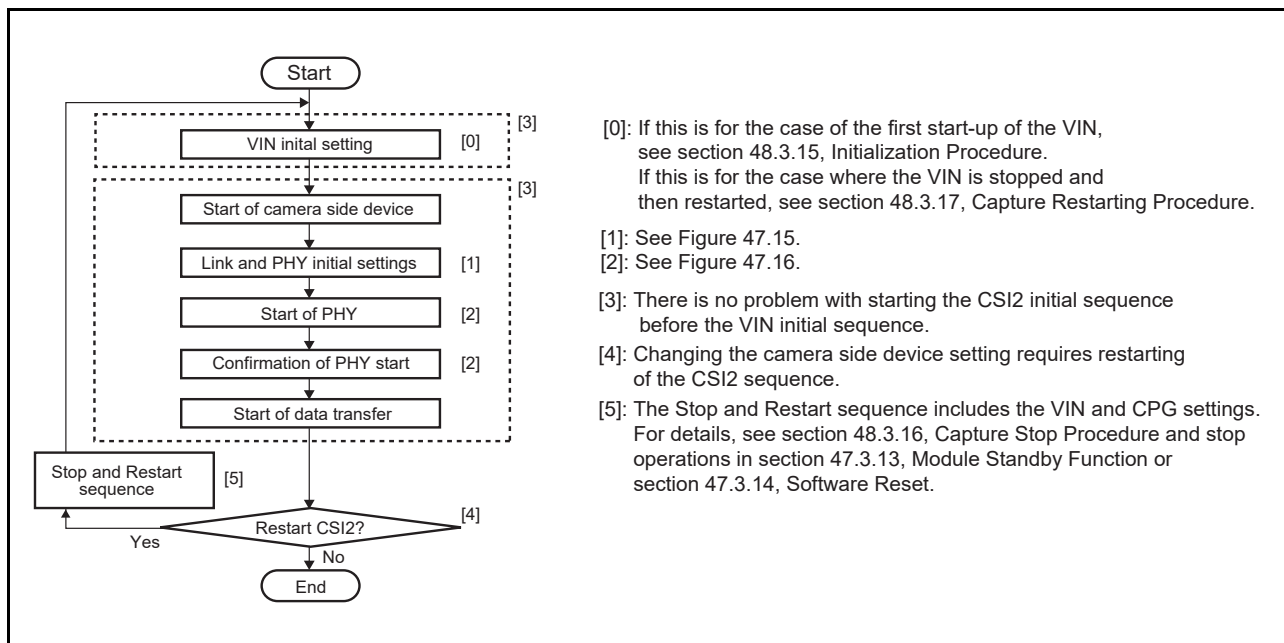 Start
[3]
VIN inital setting
[0]
[3]
Start of camera side device
Link and PHY initial settings
[1]
Start of PHY
[2]
Confirmation of PHY start
[2]
Start of data transfer
Stop and Restart
sequence
[5]
[4]
Restart CSI2?
Yes
No
End
[0]: If this is for the case of the first start-up of the VIN,
see section 48.3.15, Initialization Procedure.
If this is for the case where the VIN is stopped and
then restarted, see section 48.3.17, Capture Restarting Procedure.
[1]: See Figure 47.15.
[2]: See Figure 47.16.
[3]: There is no problem with starting the CSI2 initial sequence
before the VIN initial sequence.
[4]: Changing the camera side device setting requires restarting
of the CSI2 sequence.
[5]: The Stop and Restart sequence includes the VIN and CPG settings.
For details, see section 48.3.16, Capture Stop Procedure and stop
operations in section 47.3.13, Module Standby Function or
section 47.3.14, Software Reset.